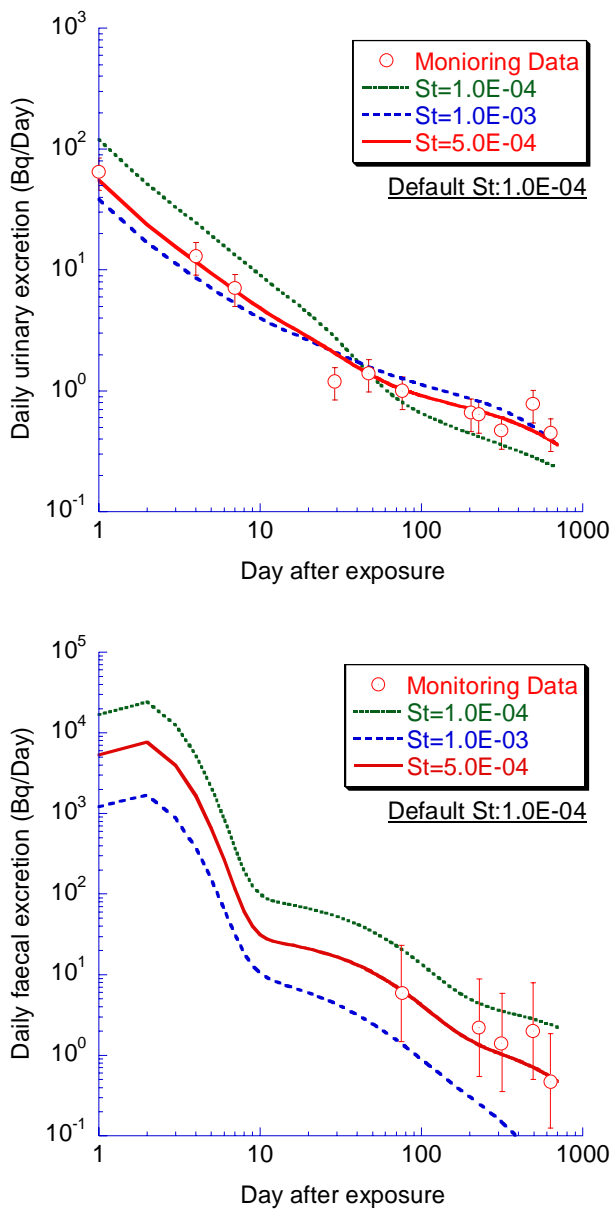 10^3
Monioring Data
St=1.0E-04
St=1.0E-03
St=5.0E-04
Default St:1.0E-04
10^2
10^1
10^0
10^-1
Daily urinary excretion (Bq/Day)
1 10 100 1000
Day after exposure
10^5
Monitoring Data
St=1.0E-04
St=1.0E-03
St=5.0E-04
Default St:1.0E-04
10^4
10^3
10^2
10^1
10^0
10^-1
Daily faecal excretion (Bq/Day)
1 10 100 1000
Day after exposure